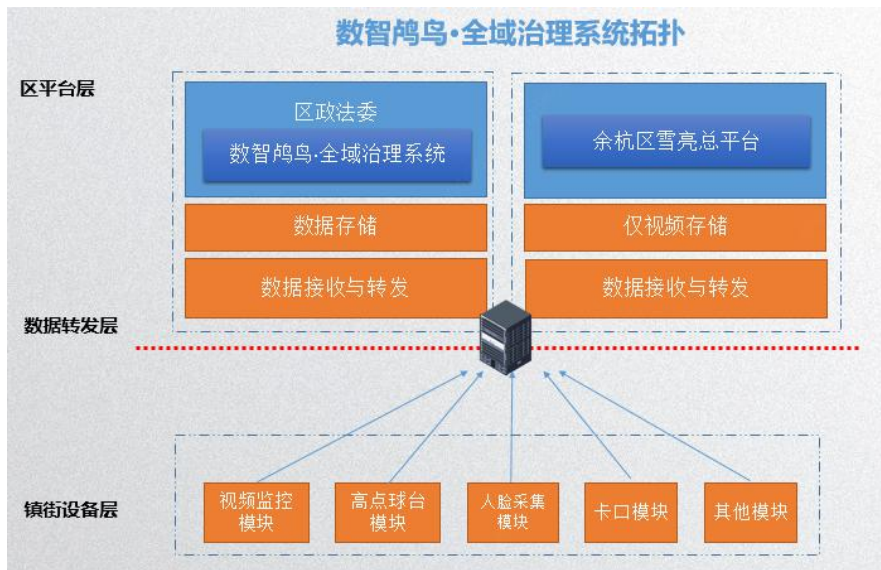 数智鸬鸟·全域治理系统拓扑
区平台层
区政法委
数智鸬鸟·全域治理系统
余杭区雪亮总平台
数据存储
仅视频存储
数据接收与转发
数据接收与转发
数据转发层
镇街设备层
视频监控
模块
高点球台
模块
人脸采集
模块
卡口模块
其他模块